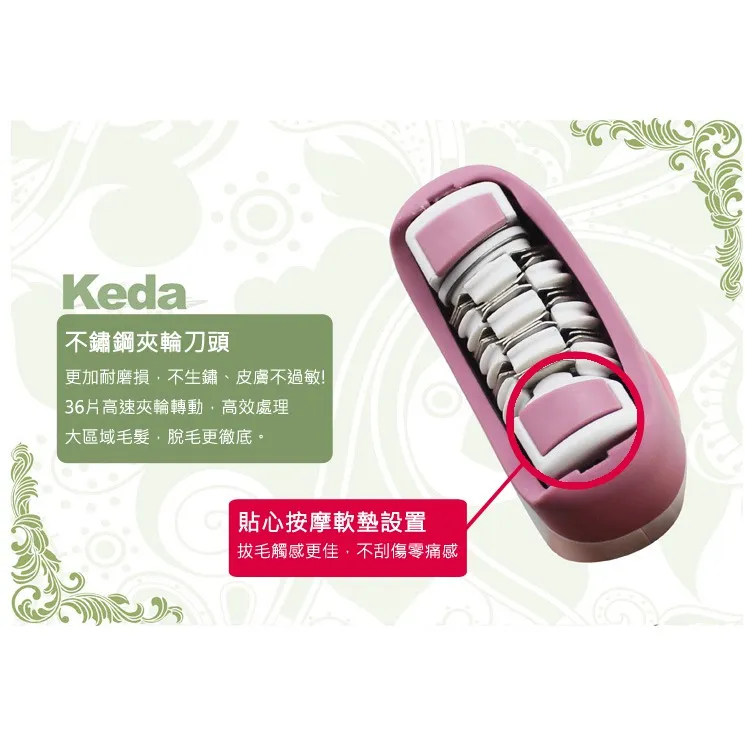 Keda
不鏽鋼夾輪刀頭
更加耐磨損，不生鏽、皮膚不過敏!
36片高速夾輪轉動，高效處理
大區域毛髮，脫毛更徹底。
貼心按摩軟墊設置
拔毛觸感更佳，不刮傷零痛感